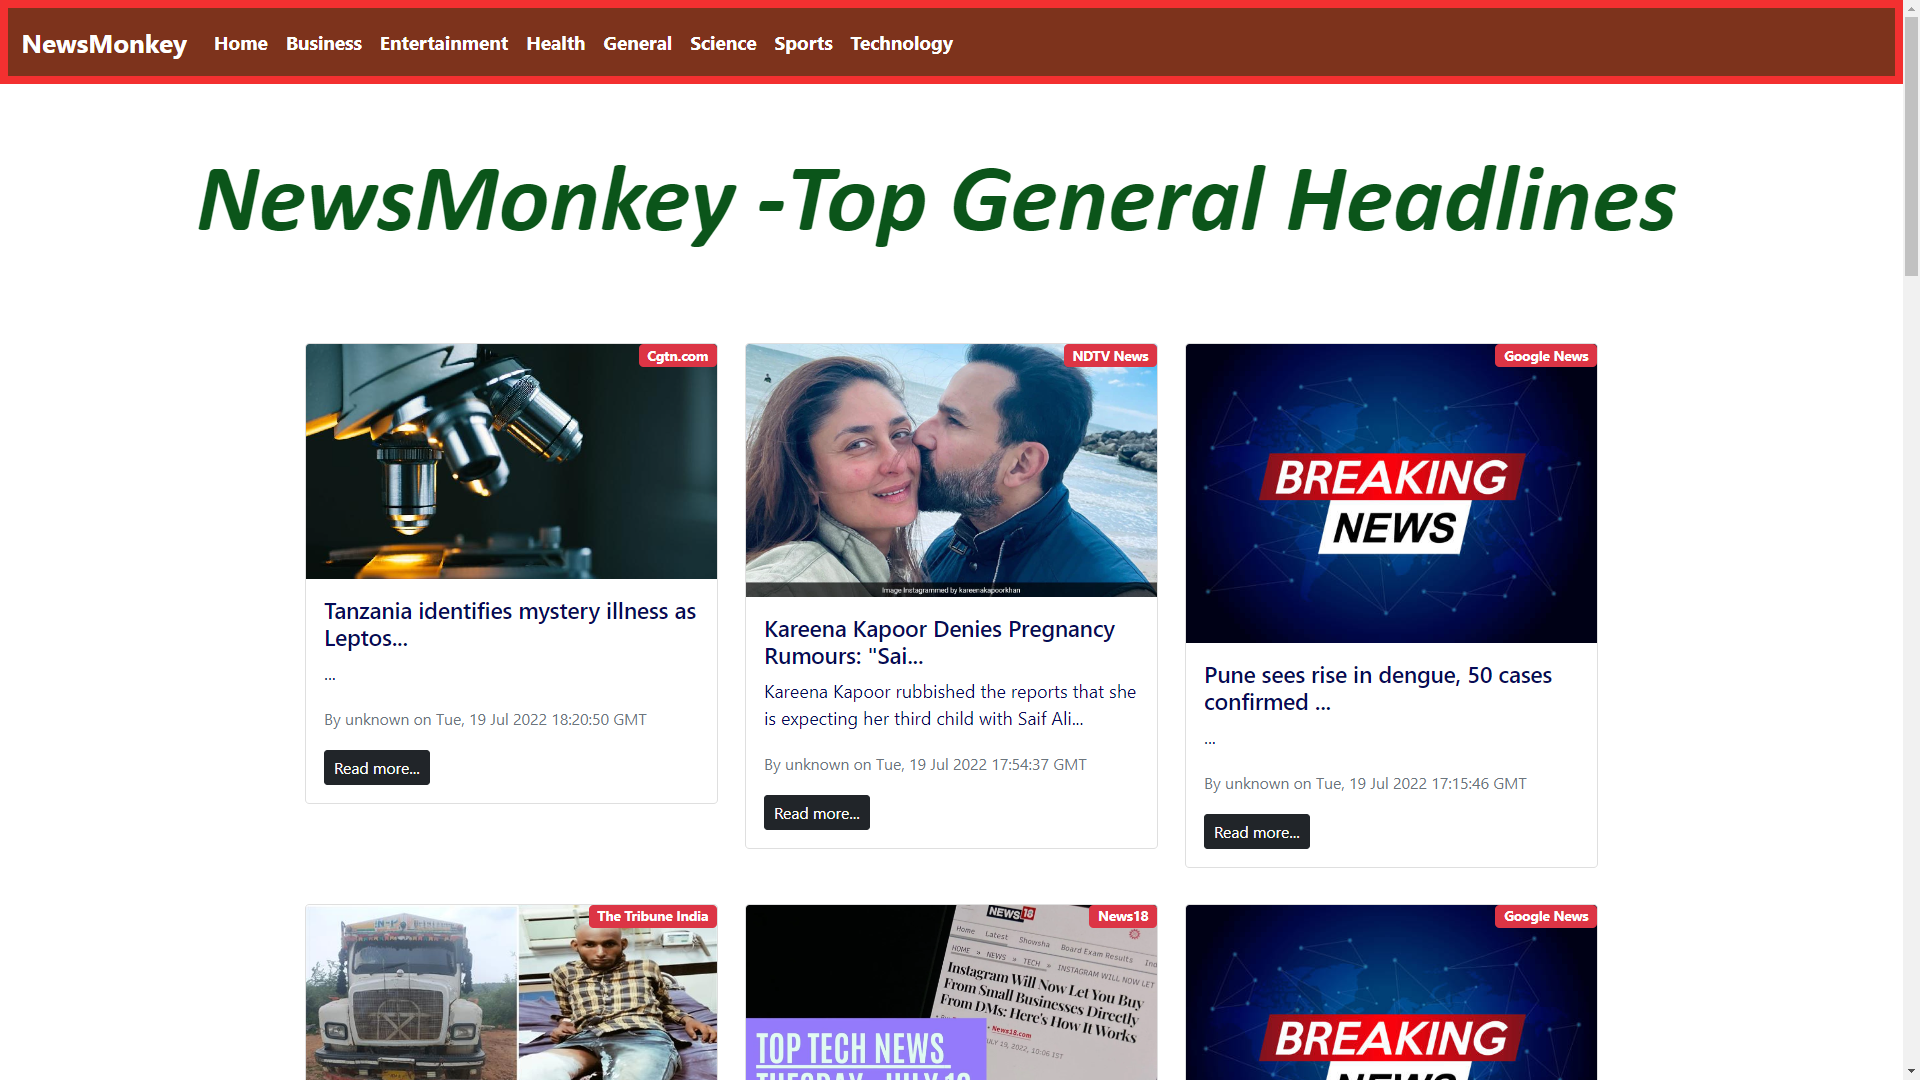 NewsMonkey Home Business Entertainment Health General Science Sports Technology
NewsMonkey -Top General Headlines
Cgtn.com
Tanzania identifies mystery illness as
Leptos...
...
By unknown on Tue, 19 Jul 2022 18:20:50 GMT
Read more...
NDTV News
Image Instagrammed by kareenakapoorkhan
Kareena Kapoor Denies Pregnancy
Rumours: "Sai...
Kareena Kapoor rubbished the reports that she
is expecting her third child with Saif Ali...
By unknown on Tue, 19 Jul 2022 17:54:37 GMT
Read more...
Google News
BREAKING
NEWS
Pune sees rise in dengue, 50 cases
confirmed ...
...
By unknown on Tue, 19 Jul 2022 17:15:46 GMT
Read more...
The Tribune India
News18
NEWS 18
Home Latest Showsha Board Exam Results
HOME » NEWS » TECH » INSTAGRAM WILL NOW LET
Instagram Will Now Let You Buy
From Small Businesses Directly
From DMs: Here's How It Works
News18.com
JULY 19, 2022, 10:06 IST
TOP TECH NEWS
TUESDAY
Google News
BREAKING
NEWS